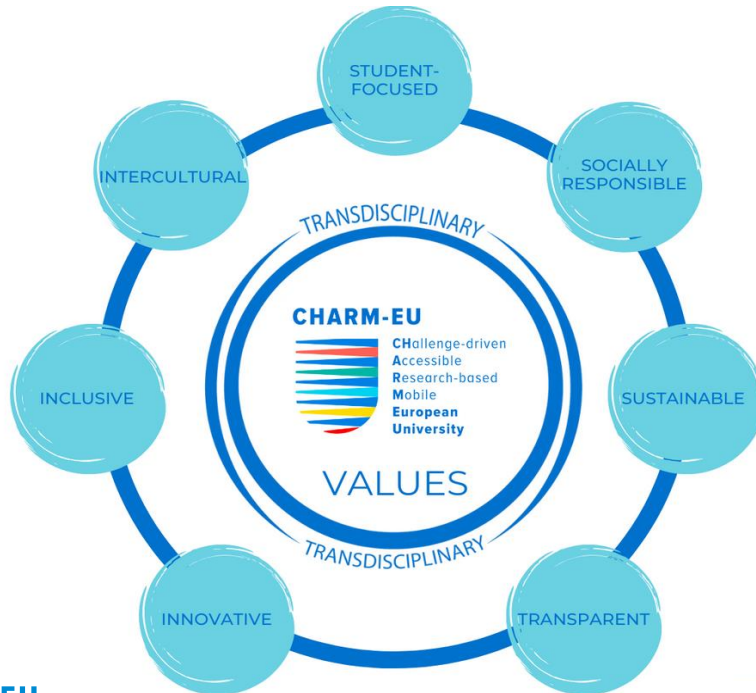 STUDENT-
FOCUSED
INTERCULTURAL
SOCIALLY
RESPONSIBLE
TRANSDISCIPLINARY
CHARM-EU
CHallenge-driven
Accessible
Research-based
Mobile
European
University
INCLUSIVE
SUSTAINABLE
VALUES
TRANSDISCIPLINARY
INNOVATIVE
TRANSPARENT